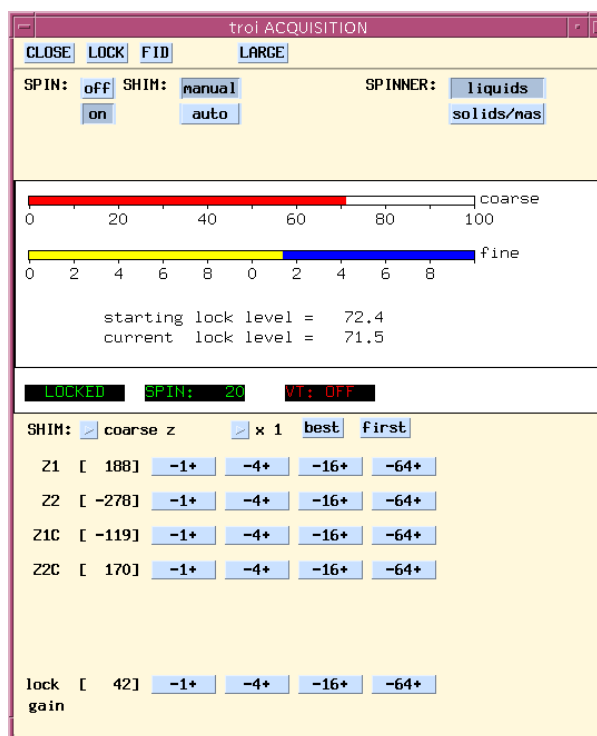 troi ACQUISITION
CLOSE LOCK FID LARGE
SPIN: off SHIM: manual SPINNER: liquids
on auto solids/mas
coarse
0 20 40 60 80 100
fine
0 2 4 6 8 0 2 4 6 8
starting lock level = 72.4
current lock level = 71.5
LOCKED SPIN: 20 VT: OFF
SHIM: coarse z x 1 best first
Z1 [ 188] -1+ -4+ -16+ -64+
Z2 [ -278] -1+ -4+ -16+ -64+
Z1C [ -119] -1+ -4+ -16+ -64+
Z2C [ 170] -1+ -4+ -16+ -64+
lock [ 42] -1+ -4+ -16+ -64+
gain